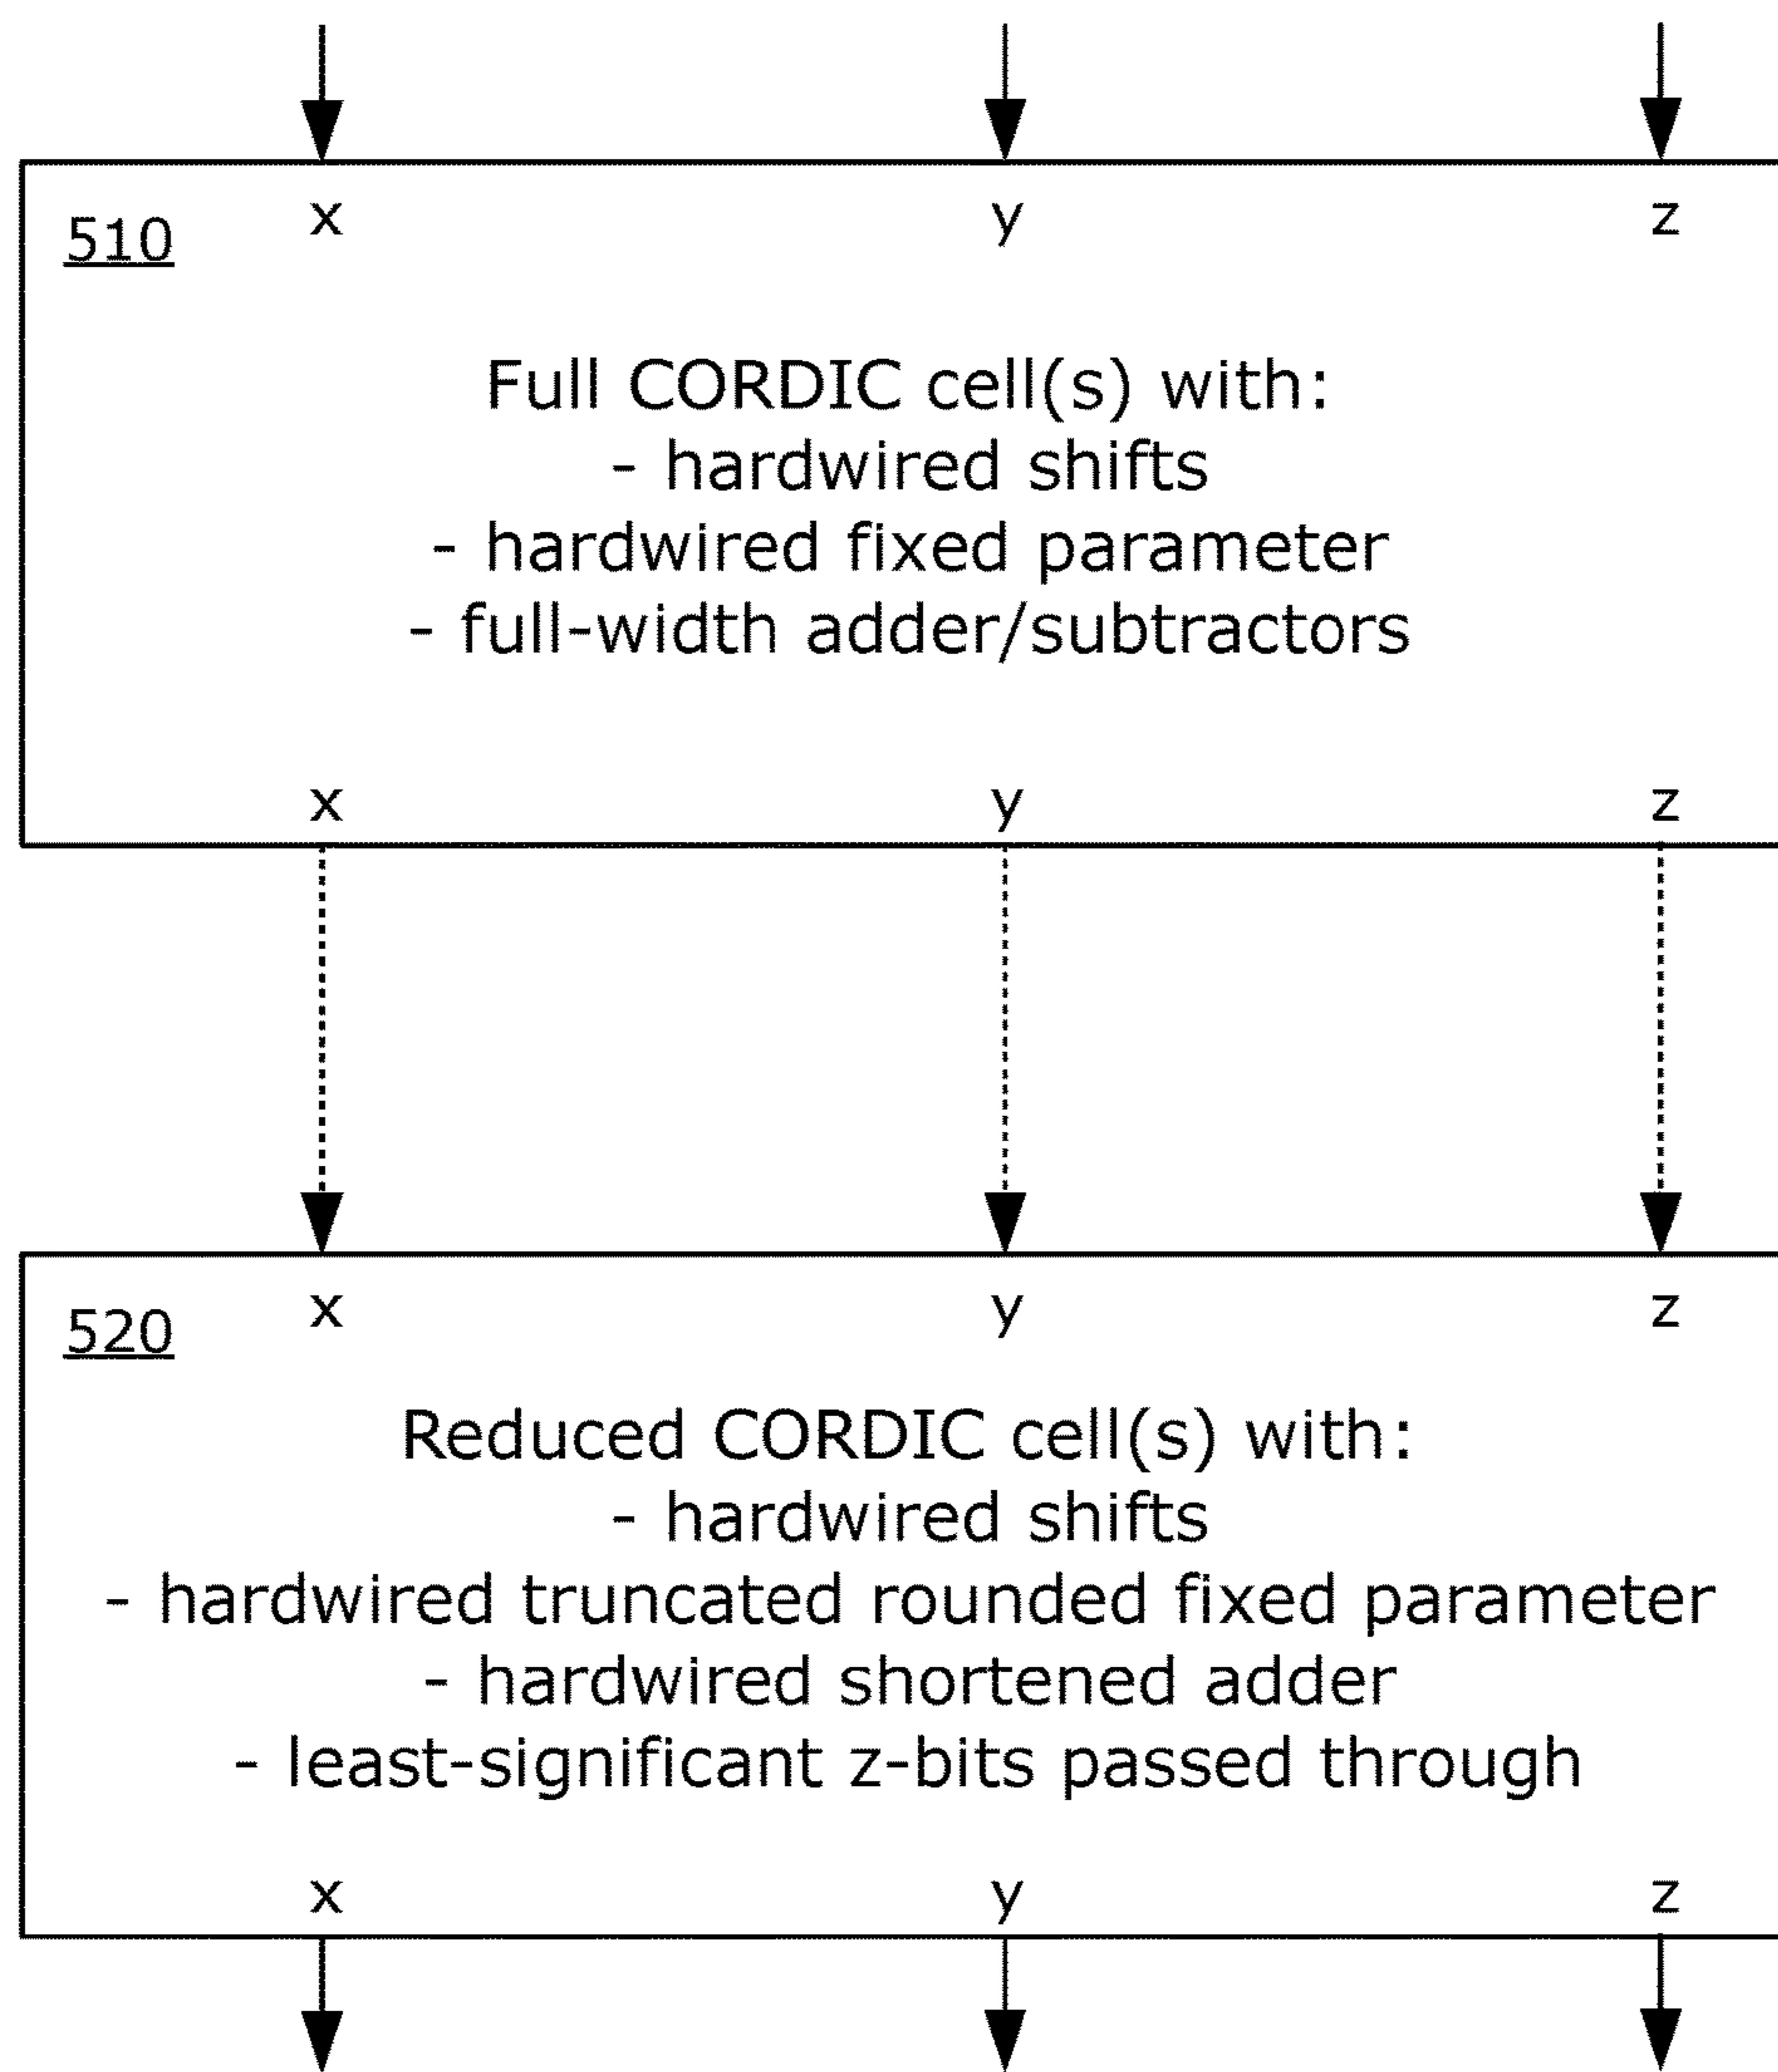 510 x y z
Full CORDIC cell(s) with:
- hardwired shifts
- hardwired fixed parameter
- full-width adder/subtractors
x y z
520 x y z
Reduced CORDIC cell(s) with:
- hardwired shifts
- hardwired truncated rounded fixed parameter
- hardwired shortened adder
- least-significant z-bits passed through
x y z